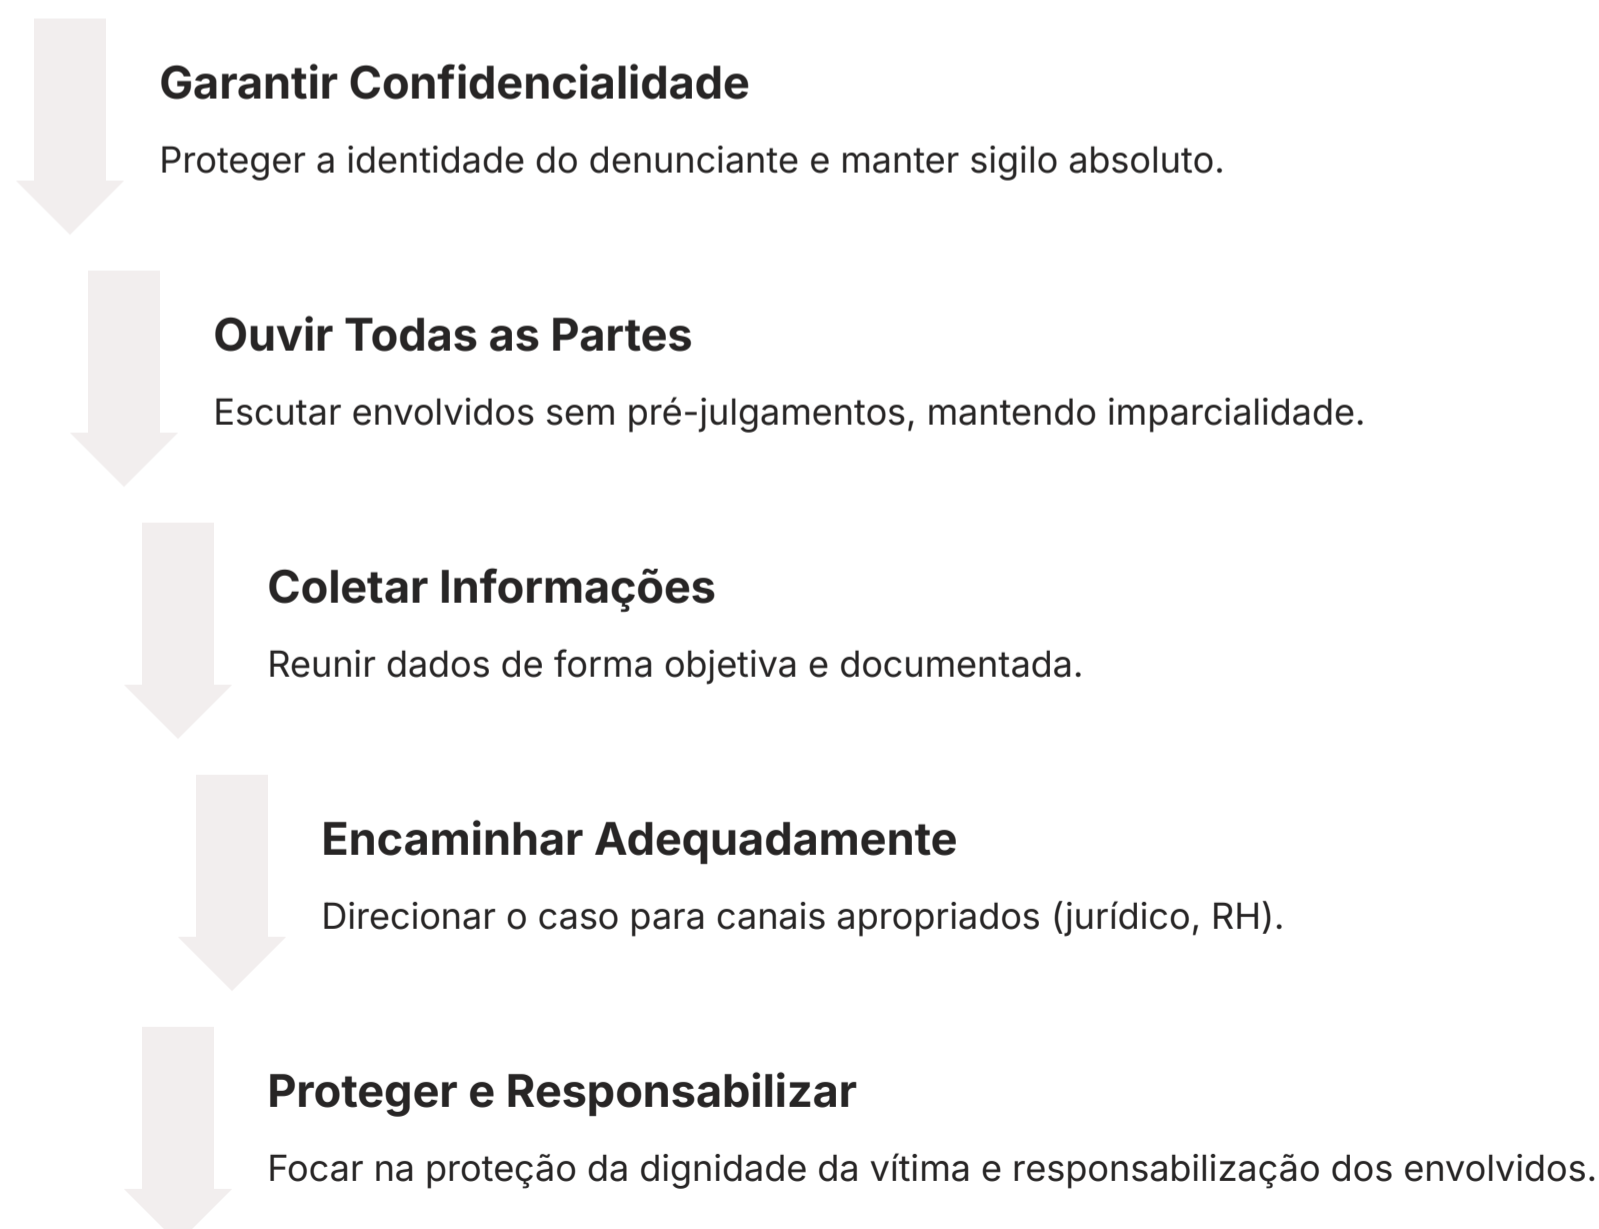 Garantir Confidencialidade
Proteger a identidade do denunciante e manter sigilo absoluto.
Ouvir Todas as Partes
Escutar envolvidos sem pré-julgamentos, mantendo imparcialidade.
Coletar Informações
Reunir dados de forma objetiva e documentada.
Encaminhar Adequadamente
Direcionar o caso para canais apropriados (jurídico, RH).
Proteger e Responsabilizar
Focar na proteção da dignidade da vítima e responsabilização dos envolvidos.